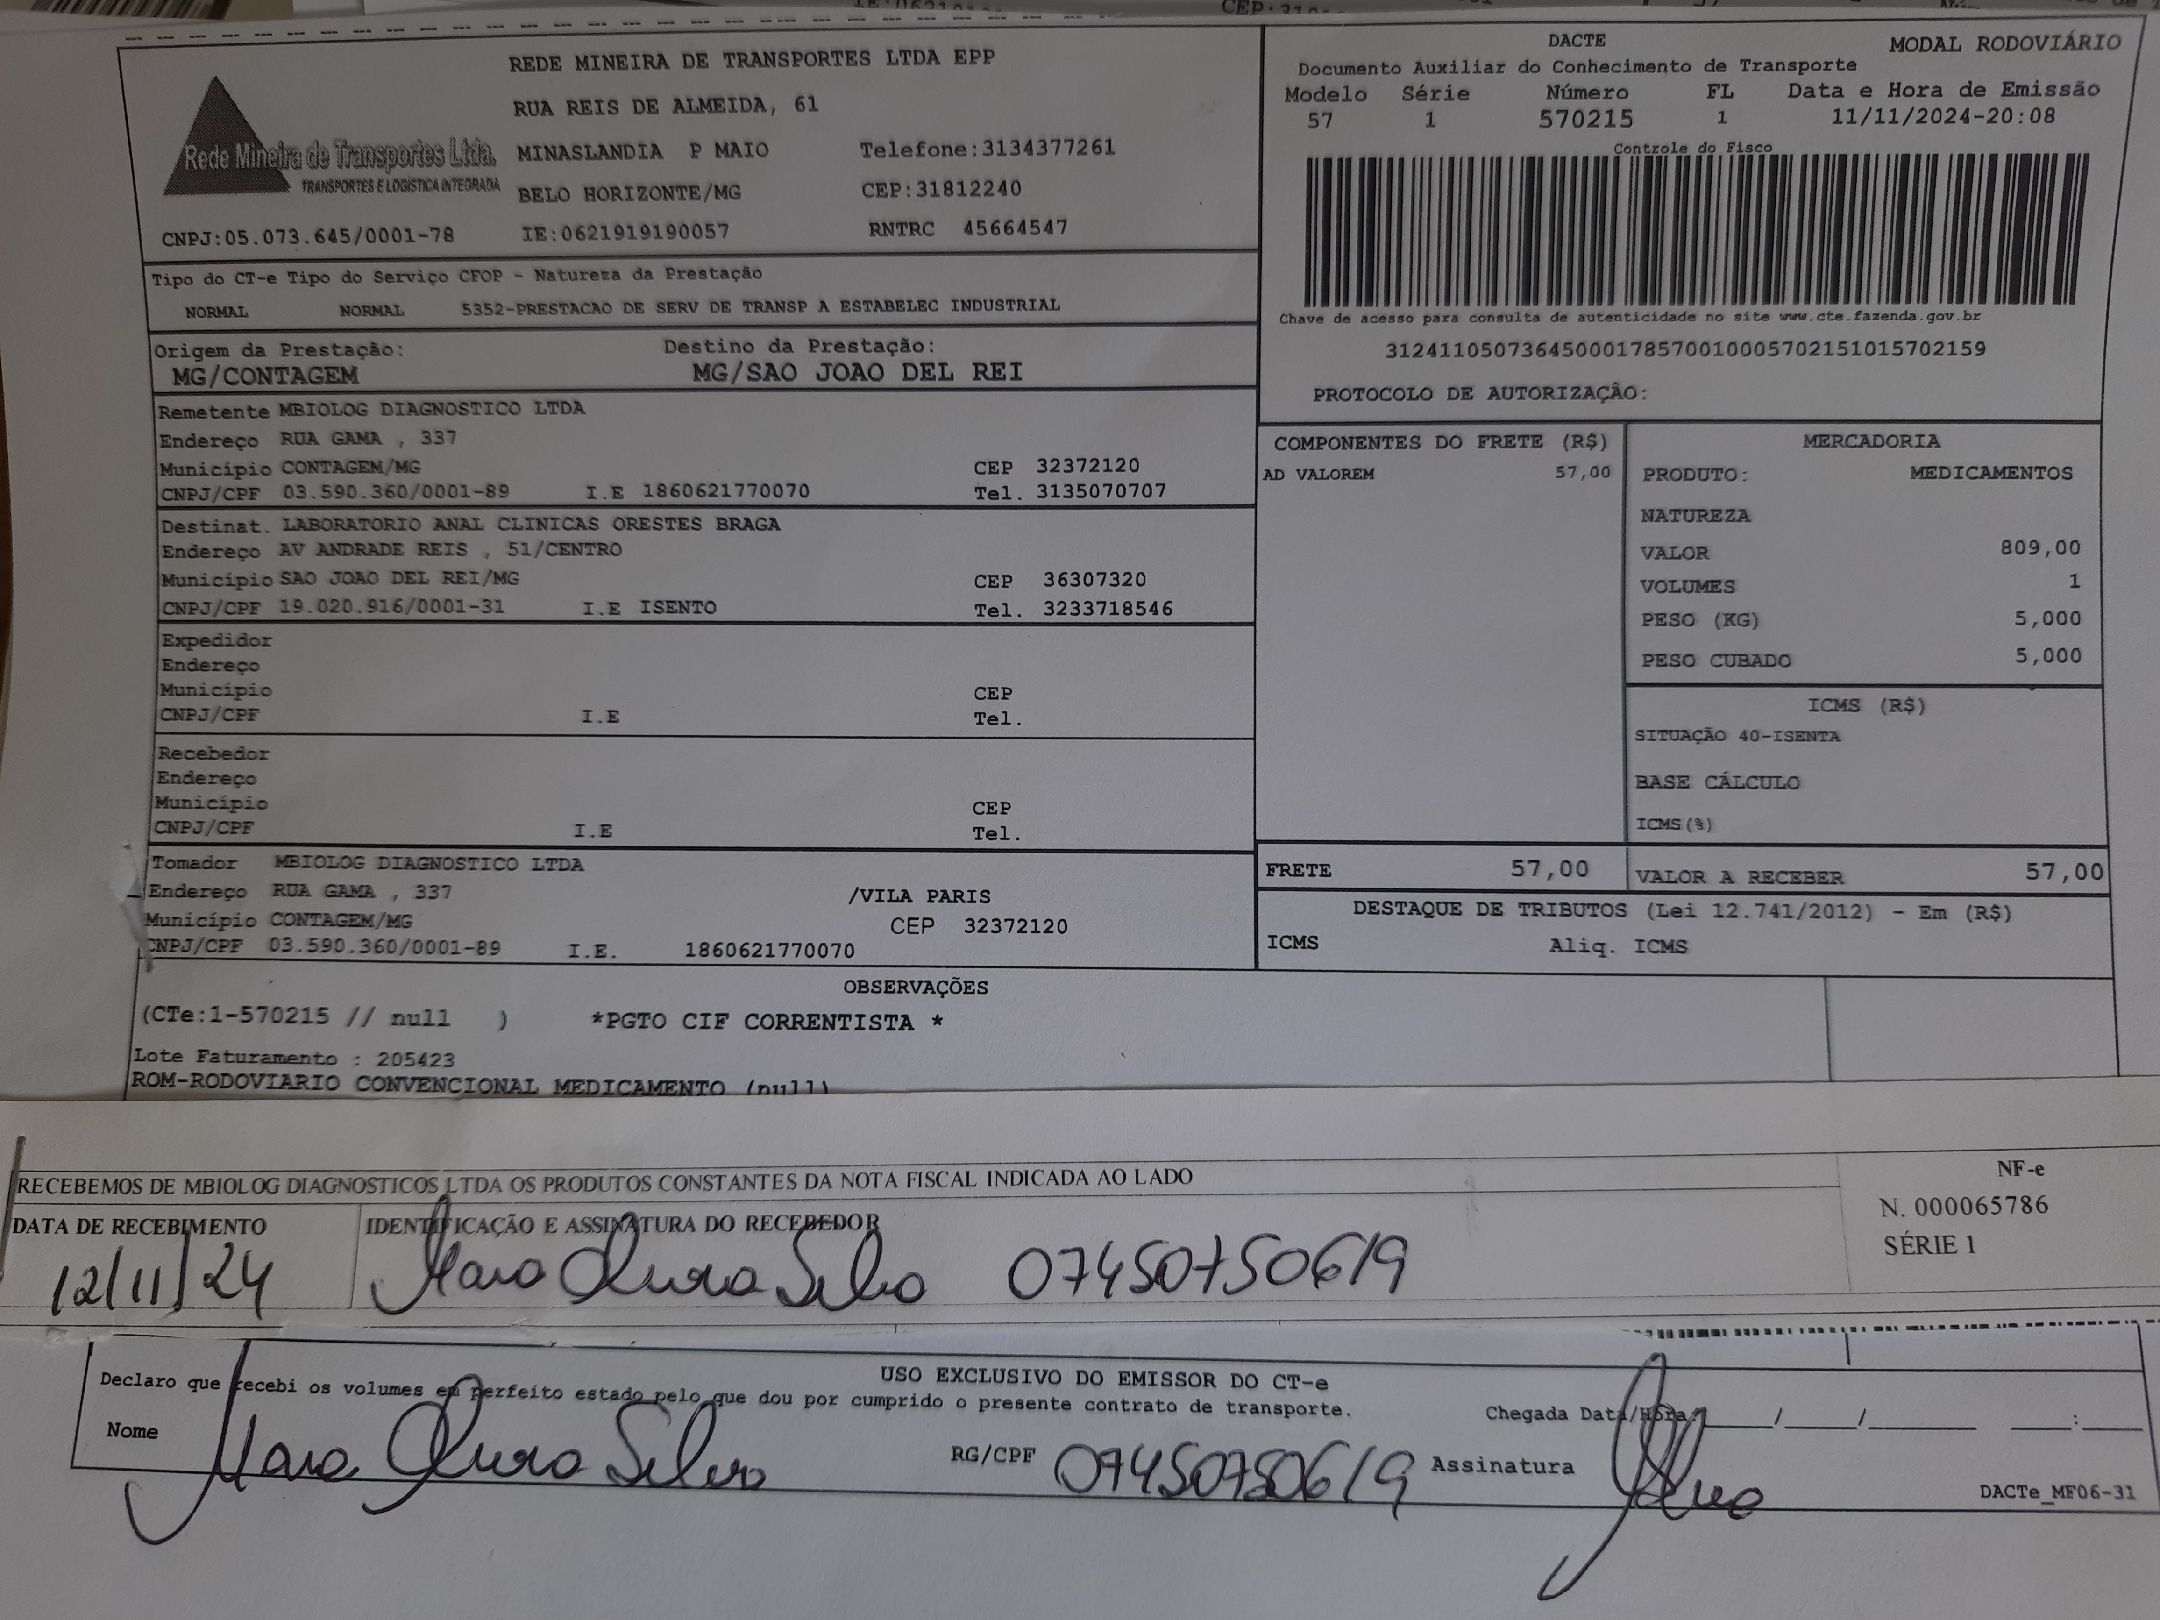 REDE MINEIRA DE TRANSPORTES LTDA EPP
RUA REIS DE ALMEIDA, 61
Rede Mineira de Transportes Ltda.
TRANSPORTES E LOGÍSTICA INTEGRADA
MINASLANDIA P MAIO Telefone:3134377261
BELO HORIZONTE/MG CEP:31812240
CNPJ:05.073.645/0001-78 IE:0621919190057 RNTRC 45664547
DACTE MODAL RODOVIÁRIO
Documento Auxiliar do Conhecimento de Transporte
Modelo Série Número FL Data e Hora de Emissão
57 1 570215 1 11/11/2024-20:08
Controle do Fisco
Chave de acesso para consulta de autenticidade no site www.cte.fazenda.gov.br
31241105073645000178570010005702151015702159
PROTOCOLO DE AUTORIZAÇÃO:
Tipo do CT-e Tipo do Serviço CFOP - Natureza da Prestação
NORMAL NORMAL 5352-PRESTACAO DE SERV DE TRANSP A ESTABELEC INDUSTRIAL
Origem da Prestação: Destino da Prestação:
MG/CONTAGEM MG/SAO JOAO DEL REI
Remetente MBIOLOG DIAGNOSTICO LTDA
Endereço RUA GAMA , 337
Município CONTAGEM/MG CEP 32372120
CNPJ/CPF 03.590.360/0001-89 I.E 1860621770070 Tel. 3135070707
Destinat. LABORATORIO ANAL CLINICAS ORESTES BRAGA
Endereço AV ANDRADE REIS , 51/CENTRO
Município SAO JOAO DEL REI/MG CEP 36307320
CNPJ/CPF 19.020.916/0001-31 I.E ISENTO Tel. 3233718546
Expedidor
Endereço
Município CEP
CNPJ/CPF I.E Tel.
Recebedor
Endereço
Município CEP
CNPJ/CPF I.E Tel.
Tomador MBIOLOG DIAGNOSTICO LTDA
Endereço RUA GAMA , 337 /VILA PARIS
Município CONTAGEM/MG CEP 32372120
CNPJ/CPF 03.590.360/0001-89 I.E. 1860621770070
COMPONENTES DO FRETE (R$)
AD VALOREM 57,00
MERCADORIA
PRODUTO: MEDICAMENTOS
NATUREZA
VALOR 809,00
VOLUMES 1
PESO (KG) 5,000
PESO CUBADO 5,000
ICMS (R$)
SITUAÇÃO 40-ISENTA
BASE CÁLCULO
ICMS(%)
FRETE 57,00 VALOR A RECEBER 57,00
DESTAQUE DE TRIBUTOS (Lei 12.741/2012) - Em (R$)
ICMS Aliq. ICMS
OBSERVAÇÕES
(CTe:1-570215 // null ) *PGTO CIF CORRENTISTA *
Lote Faturamento : 205423
ROM-RODOVIARIO CONVENCIONAL MEDICAMENTO (null)
RECEBEMOS DE MBIOLOG DIAGNOSTICOS LTDA OS PRODUTOS CONSTANTES DA NOTA FISCAL INDICADA AO LADO
NF-e
N. 000065786
SÉRIE 1
DATA DE RECEBIMENTO IDENTIFICAÇÃO E ASSINATURA DO RECEBEDOR
12/11/24 Silva 07450750619
USO EXCLUSIVO DO EMISSOR DO CT-e
Declaro que recebi os volumes em perfeito estado pelo que dou por cumprido o presente contrato de transporte.
Chegada Data/Hora: / / :
Nome Silva RG/CPF 07450750619 Assinatura
DACTe_MF06-31